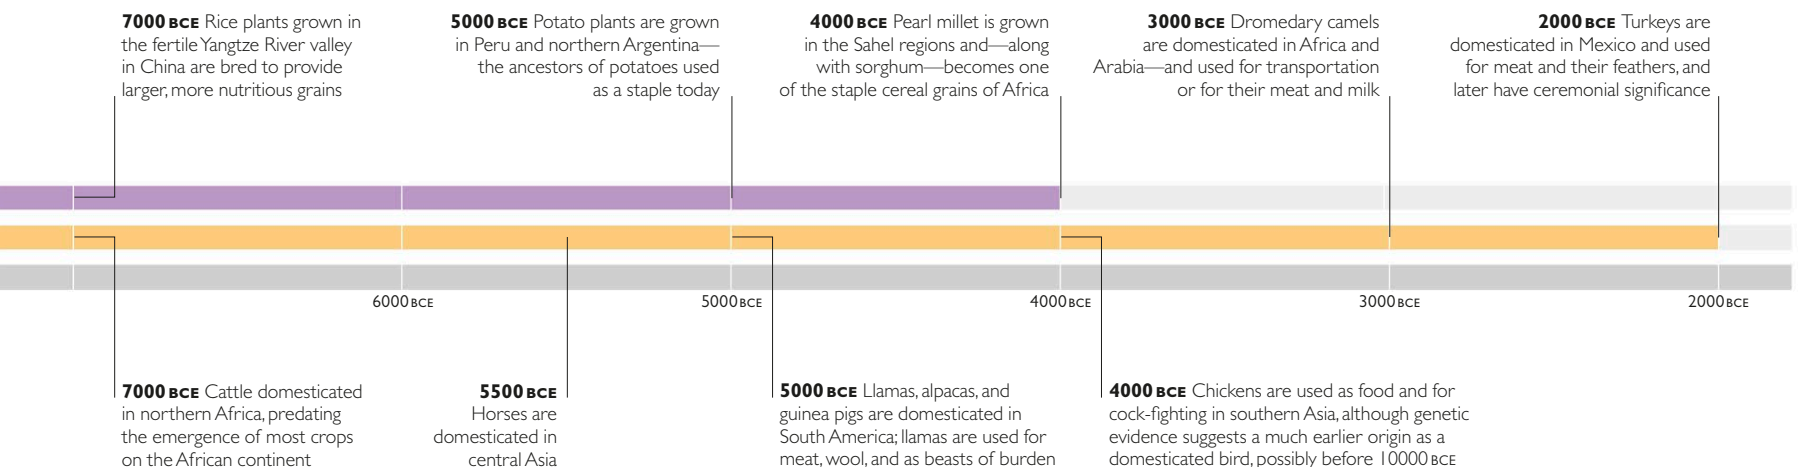 7000 BCE Rice plants grown in
the fertile Yangtze River valley
in China are bred to provide
larger, more nutritious grains
5000 BCE Potato plants are grown
in Peru and northern Argentina—
the ancestors of potatoes used
as a staple today
4000 BCE Pearl millet is grown
in the Sahel regions and—along
with sorghum—becomes one
of the staple cereal grains of Africa
3000 BCE Dromedary camels
are domesticated in Africa and
Arabia—and used for transportation
or for their meat and milk
2000 BCE Turkeys are
domesticated in Mexico and used
for meat and their feathers, and
later have ceremonial significance
6000 BCE
5000 BCE
4000 BCE
3000 BCE
2000 BCE
7000 BCE Cattle domesticated
in northern Africa, predating
the emergence of most crops
on the African continent
5500 BCE
Horses are
domesticated in
central Asia
5000 BCE Llamas, alpacas, and
guinea pigs are domesticated in
South America; llamas are used for
meat, wool, and as beasts of burden
4000 BCE Chickens are used as food and for
cock-fighting in southern Asia, although genetic
evidence suggests a much earlier origin as a
domesticated bird, possibly before 10000 BCE